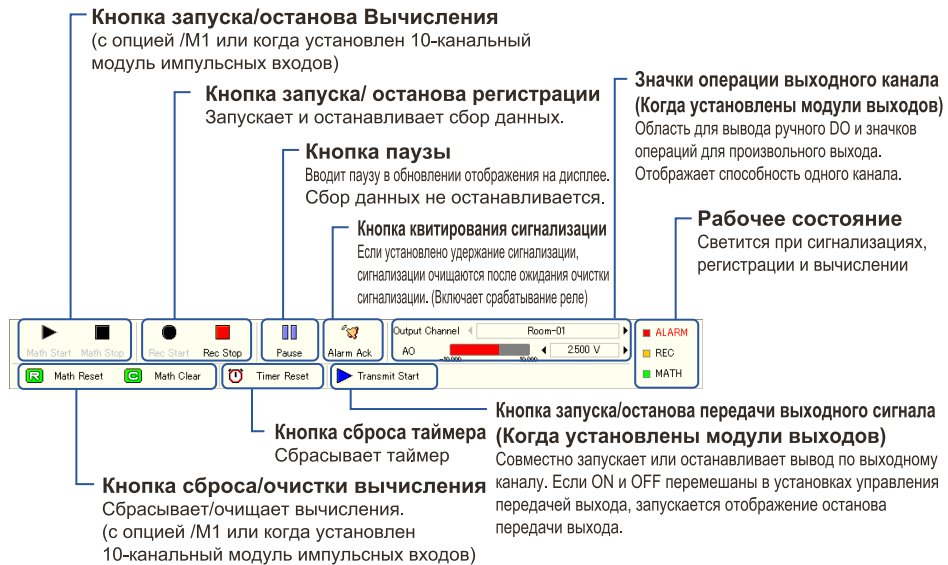 Кнопка запуска/останова Вычисления
(с опцией /M1 или когда установлен 10-канальный
модуль импульсных входов)
Кнопка запуска/ останова регистрации
Запускает и останавливает сбор данных.
Кнопка паузы
Вводит паузу в обновлении отображения на дисплее.
Сбор данных не останавливается.
Кнопка квитирования сигнализации
Если установлено удержание сигнализации,
сигнализации очищаются после ожидания очистки
сигнализации. (Включает срабатывание реле)
Значки операции выходного канала
(Когда установлены модули выходов)
Область для вывода ручного DO и значков
операций для произвольного выхода.
Отображает способность одного канала.
Рабочее состояние
Светится при сигнализациях,
регистрации и вычислении
Math Start Math Stop
Rec Start Rec Stop
Pause
Alarm Ack
Output Channel Room-01
AO 2.500 V
-10.000 10.000
ALARM
REC
MATH
R Math Reset C Math Clear
Timer Reset
Transmit Start
Кнопка сброса таймера
Сбрасывает таймер
Кнопка сброса/очистки вычисления
Сбрасывает/очищает вычисления.
(с опцией /M1 или когда установлен
10-канальный модуль импульсных входов)
Кнопка запуска/останова передачи выходного сигнала
(Когда установлены модули выходов)
Совместно запускает или останавливает вывод по выходному
каналу. Если ON и OFF перемешаны в установках управления
передачей выхода, запускается отображение останова
передачи выхода.